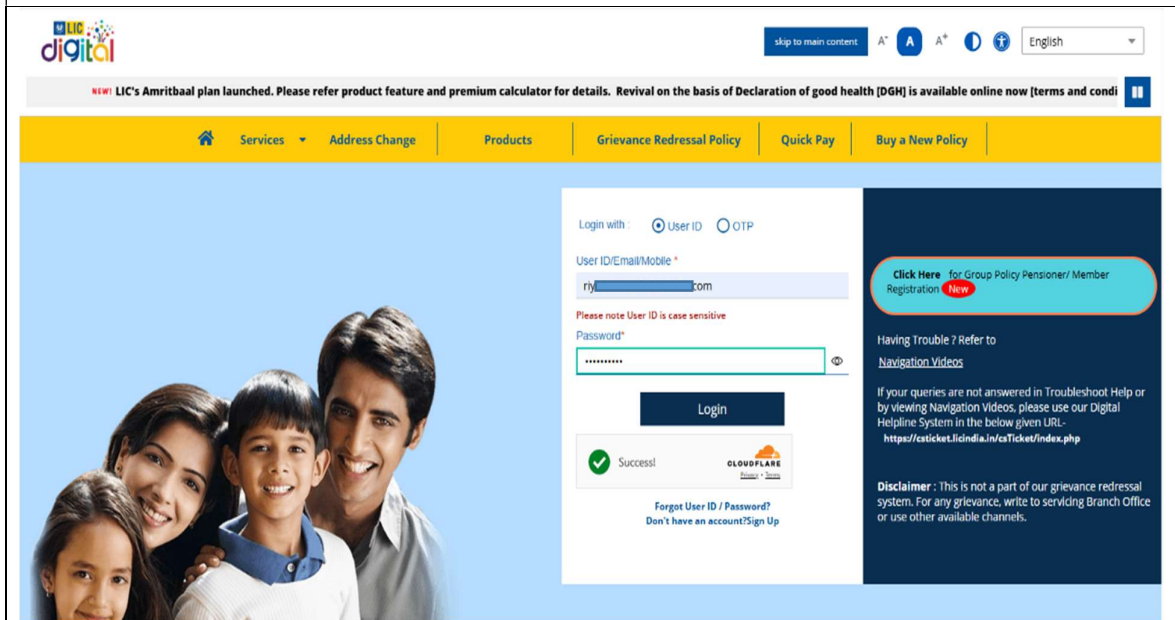 LIC
digital
skip to main content A- A A+ English
NEW! LIC's Amritbaal plan launched. Please refer product feature and premium calculator for details. Revival on the basis of Declaration of good health [DGH] is available online now [terms and condi
Services Address Change Products Grievance Redressal Policy Quick Pay Buy a New Policy
Login with : User ID OTP
User ID/Email/Mobile *
riy com
Please note User ID is case sensitive
Password*
••••••••••
Login
Success!
CLOUDFLARE
Privacy • Terms
Forgot User ID / Password?
Don't have an account?Sign Up
Click Here for Group Policy Pensioner/ Member
Registration New
Having Trouble ? Refer to
Navigation Videos
If your queries are not answered in Troubleshoot Help or
by viewing Navigation Videos, please use our Digital
Helpline System in the below given URL-
https://csticket.licindia.in/csTicket/index.php
Disclaimer : This is not a part of our grievance redressal
system. For any grievance, write to servicing Branch Office
or use other available channels.